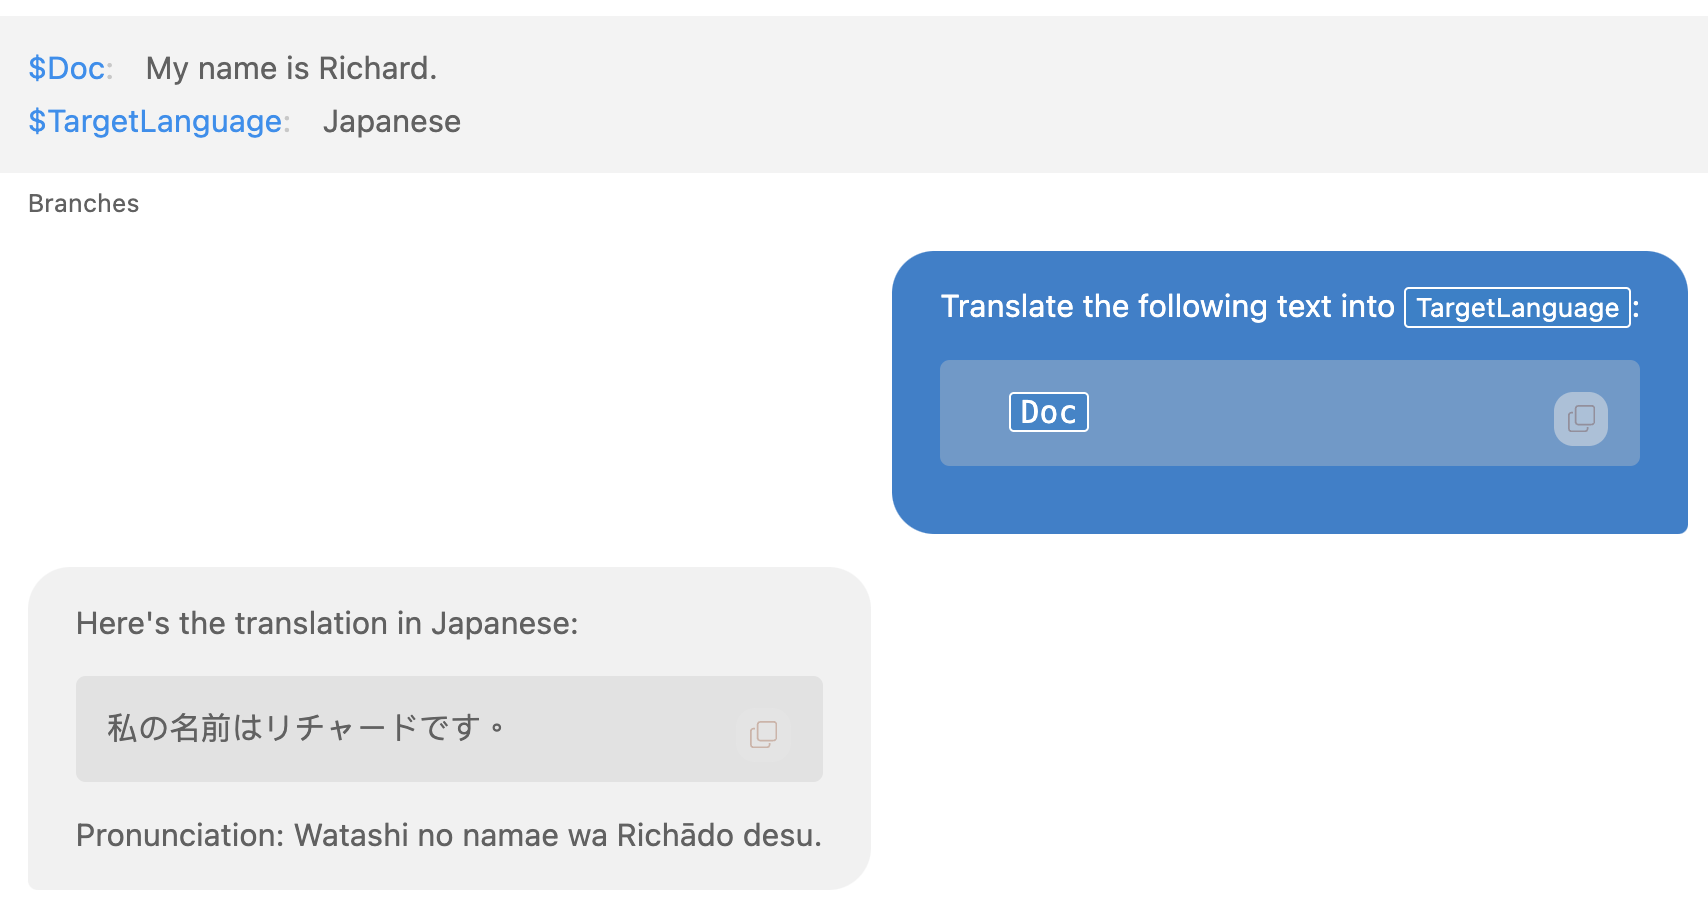 $Doc: My name is Richard.
$TargetLanguage: Japanese
Branches
Translate the following text into TargetLanguage:
Doc
Here's the translation in Japanese:
私の名前はリチャードです。
Pronunciation: Watashi no namae wa Richādo desu.